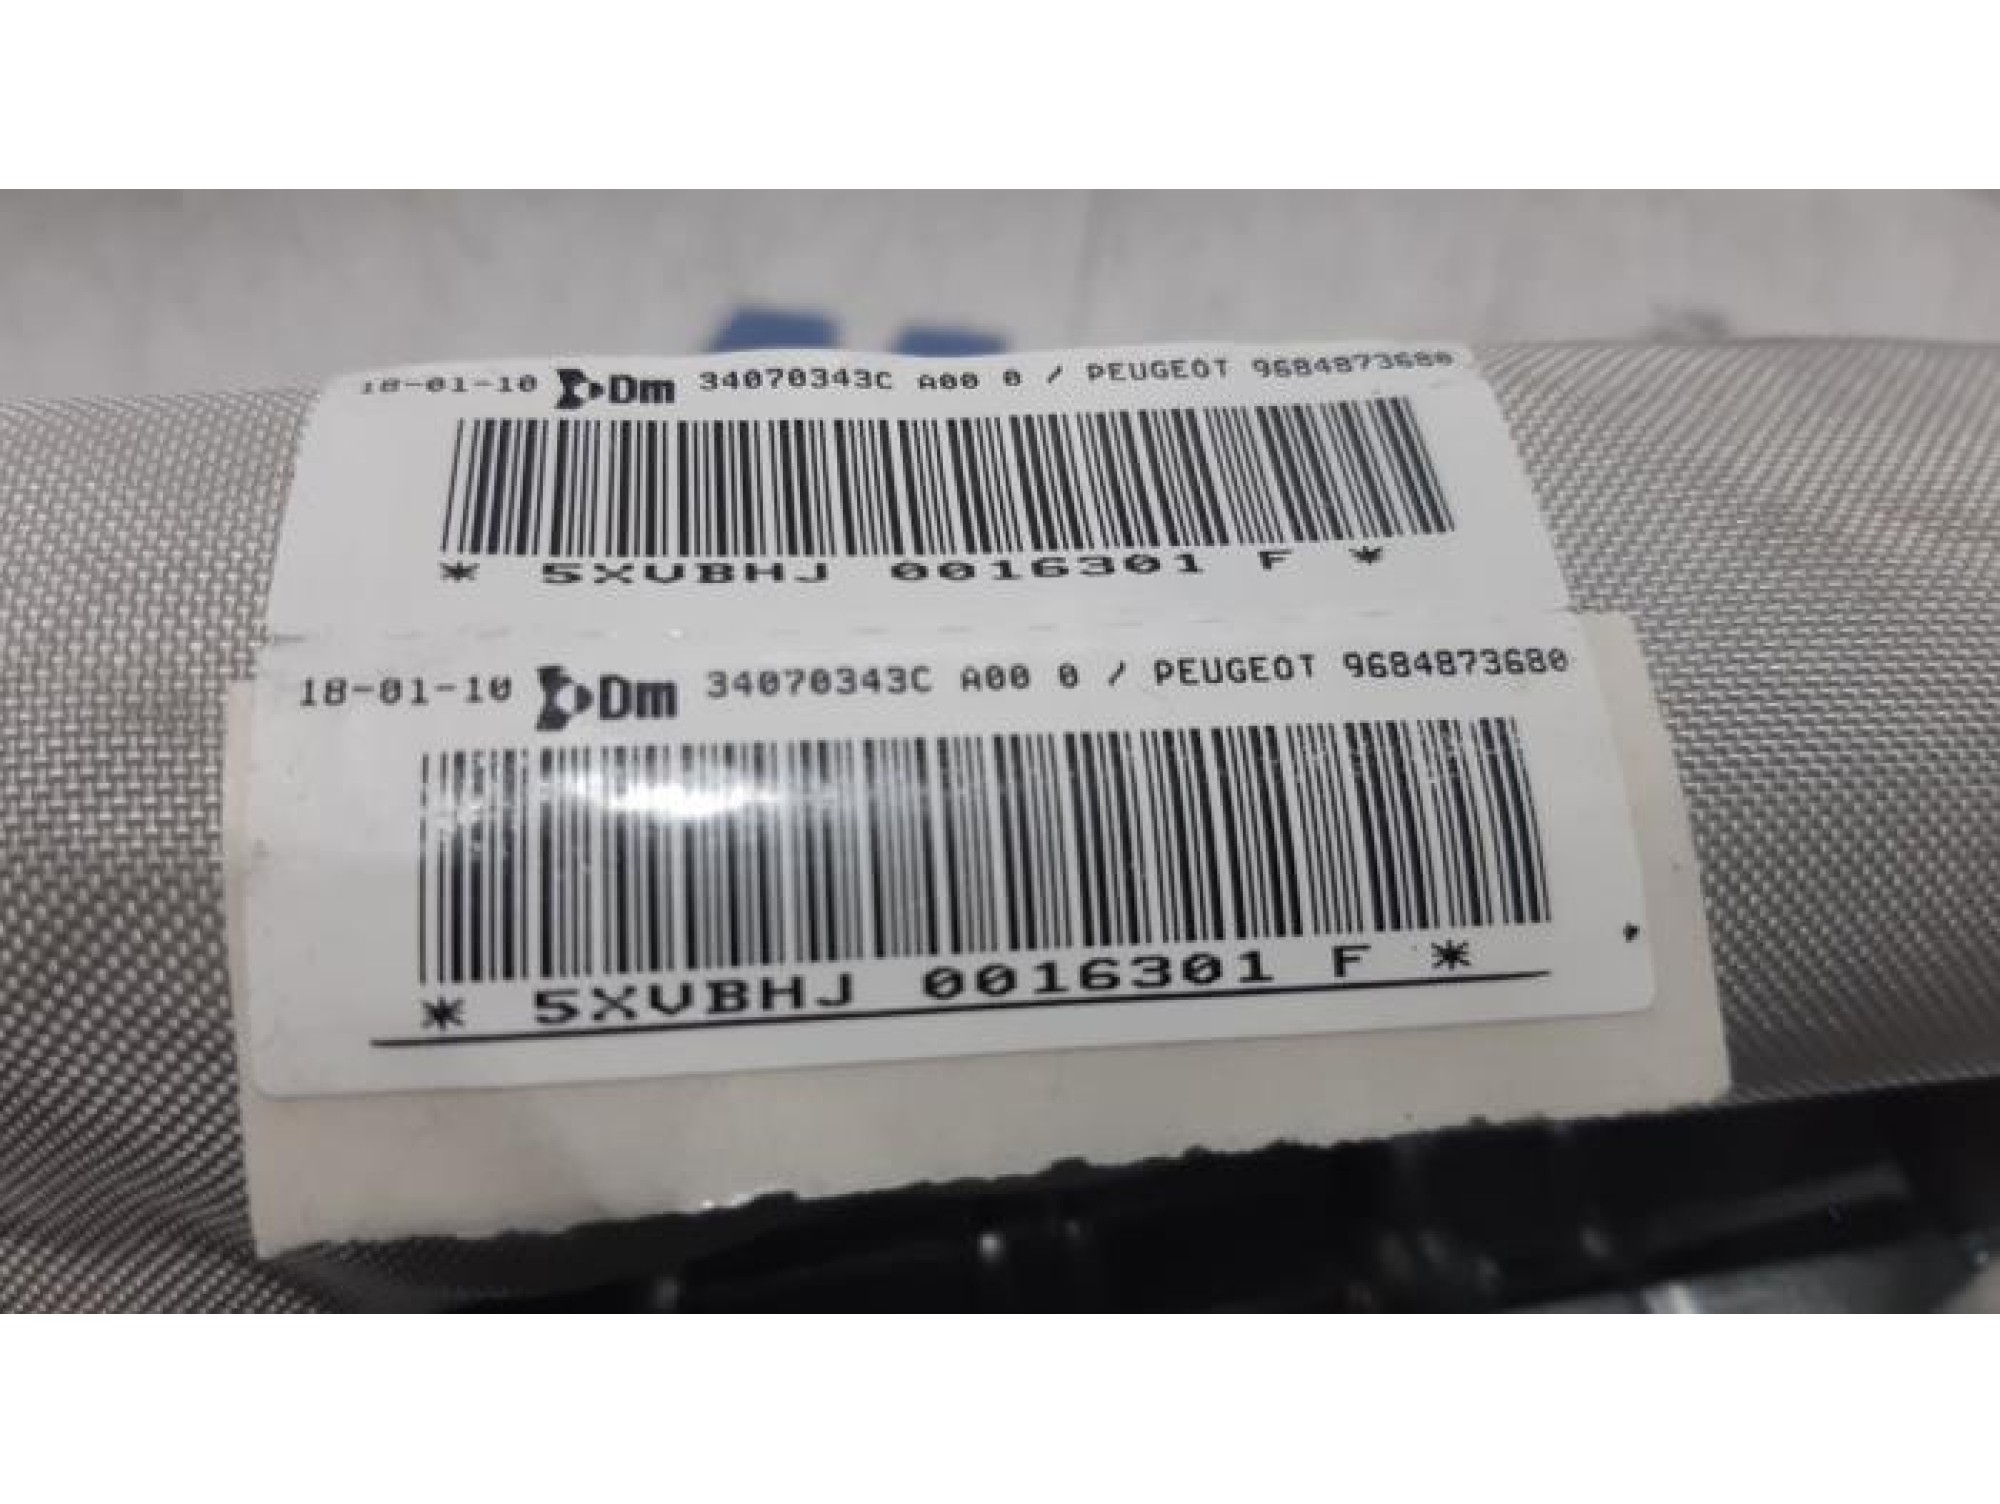 18-01-10 Dm 34070343C A00 0 / PEUGEOT 9684873680
* 5XVBHJ 0016301 F *
18-01-10 Dm 34070343C A00 0 / PEUGEOT 9684873680
* 5XVBHJ 0016301 F *